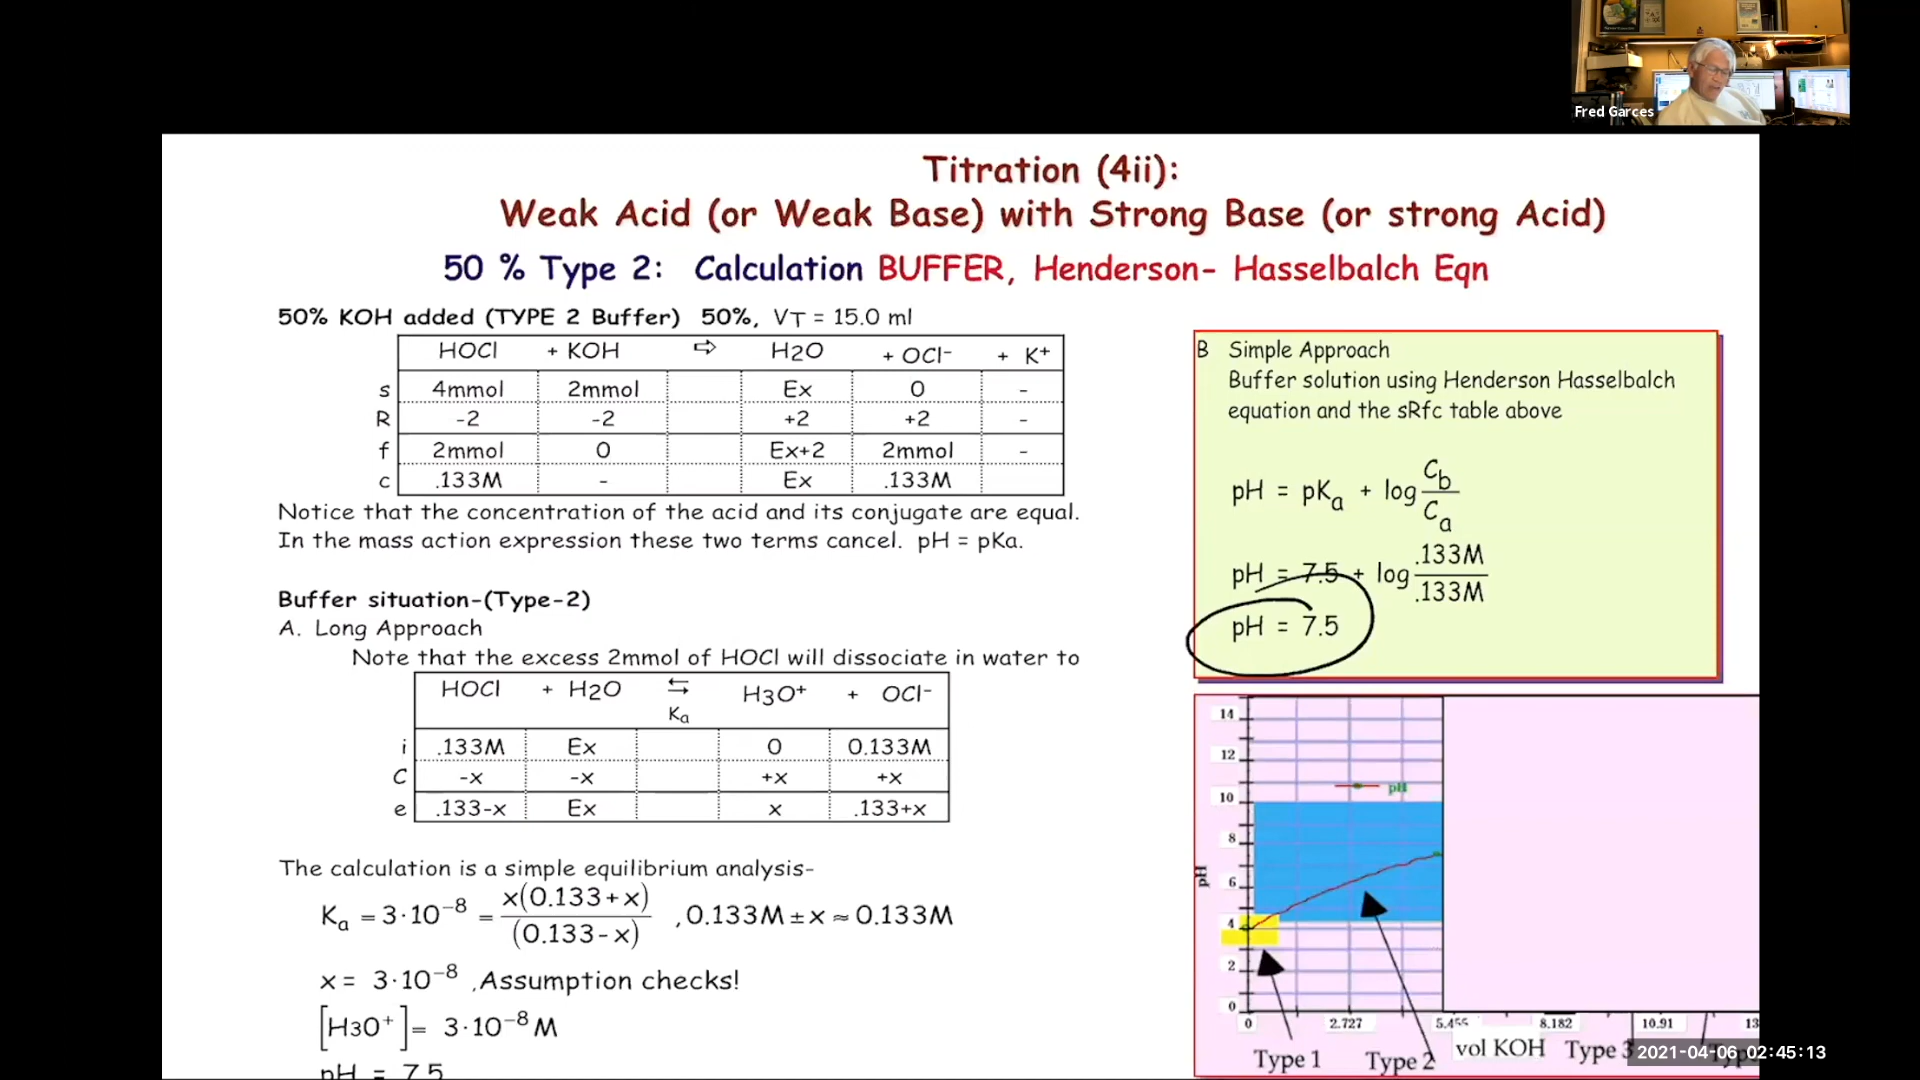 Fred Garces
Titration (4ii):
Weak Acid (or Weak Base) with Strong Base (or strong Acid)
50 % Type 2: Calculation BUFFER, Henderson- Hasselbalch Eqn
50% KOH added (TYPE 2 Buffer) 50%, VT = 15.0 ml
HOCl + KOH ⇨ H2O + OCl⁻ + K⁺
s 4mmol 2mmol Ex 0 -
R -2 -2 +2 +2 -
f 2mmol 0 Ex+2 2mmol -
c .133M - Ex .133M
Notice that the concentration of the acid and its conjugate are equal.
In the mass action expression these two terms cancel. pH = pKa.
Buffer situation-(Type-2)
A. Long Approach
Note that the excess 2mmol of HOCl will dissociate in water to
HOCl + H2O ⇆ H3O⁺ + OCl⁻
Ka
i .133M Ex 0 0.133M
C -x -x +x +x
e .133-x Ex x .133+x
The calculation is a simple equilibrium analysis-
Ka = 3·10⁻⁸ = x(0.133+x) / (0.133-x) , 0.133M ± x ≈ 0.133M
x = 3·10⁻⁸ ,Assumption checks!
[H3O⁺] = 3·10⁻⁸ M
pH = 7.5
B Simple Approach
Buffer solution using Henderson Hasselbalch
equation and the sRfc table above
pH = pKa + log Cb / Ca
pH = 7.5 + log .133M / .133M
pH = 7.5
14
12
pH
10
8
pH
6
4
2
0
0 2.727 5.455 8.182 10.91 13
Type 1 Type 2 vol KOH Type 3
2021-04-06 02:45:13